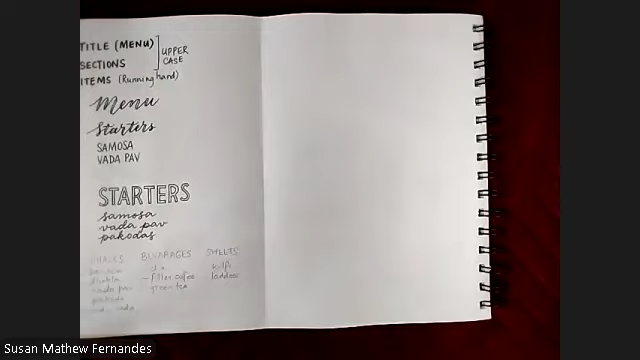 TITLE (MENU)
SECTIONS
UPPER
CASE
ITEMS (Running hand)
Menu
Starters
SAMOSA
VADA PAV
STARTERS
samosa
vada pav
pakodas
BEVERAGES
filter coffee
green tea
SWEETS
kulfi
laddoo
Susan Mathew Fernandes